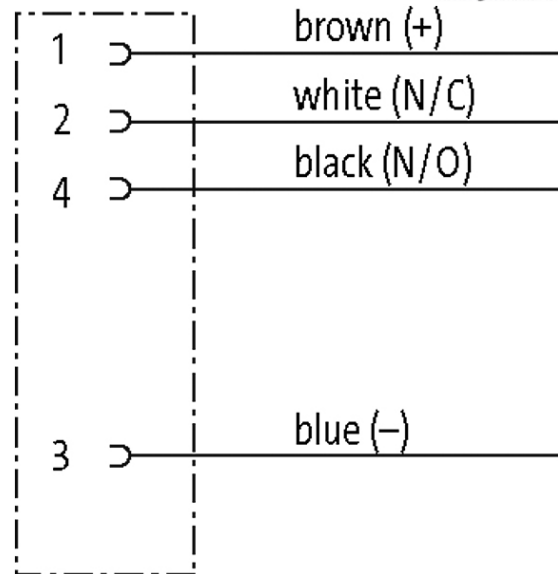 1 brown (+)
2 white (N/C)
4 black (N/O)
3 blue (–)